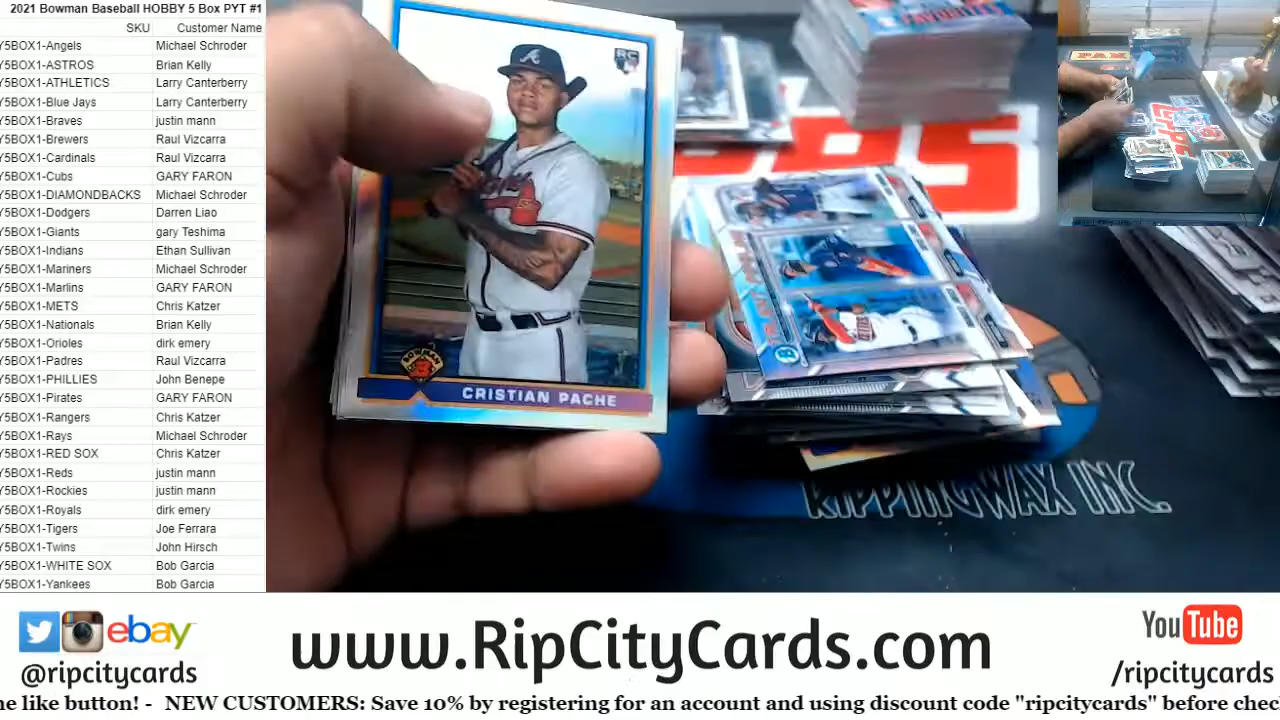 2021 Bowman Baseball HOBBY 5 Box PYT #1
SKU Customer Name
Y5BOX1-Angels Michael Schroder
Y5BOX1-ASTROS Brian Kelly
Y5BOX1-ATHLETICS Larry Canterberry
Y5BOX1-Blue Jays Larry Canterberry
Y5BOX1-Braves justin mann
Y5BOX1-Brewers Raul Vizcarra
Y5BOX1-Cardinals Raul Vizcarra
Y5BOX1-Cubs GARY FARON
Y5BOX1-DIAMONDBACKS Michael Schroder
Y5BOX1-Dodgers Darren Liao
Y5BOX1-Giants gary Teshima
Y5BOX1-Indians Ethan Sullivan
Y5BOX1-Mariners Michael Schroder
Y5BOX1-Marlins GARY FARON
Y5BOX1-METS Chris Katzer
Y5BOX1-Nationals Brian Kelly
Y5BOX1-Orioles dirk emery
Y5BOX1-Padres Raul Vizcarra
Y5BOX1-PHILLIES John Benepe
Y5BOX1-Pirates GARY FARON
Y5BOX1-Rangers Chris Katzer
Y5BOX1-Rays Michael Schroder
Y5BOX1-RED SOX Chris Katzer
Y5BOX1-Reds justin mann
Y5BOX1-Rockies justin mann
Y5BOX1-Royals dirk emery
Y5BOX1-Tigers Joe Ferrara
Y5BOX1-Twins John Hirsch
Y5BOX1-WHITE SOX Bob Garcia
Y5BOX1-Yankees Bob Garcia
RC
BOWMAN
CRISTIAN PACHE
FAVORITES
PPS
RIPPINGWAX INC.
ebay
@ripcitycards
www.RipCityCards.com
YouTube
/ripcitycards
he like button! - NEW CUSTOMERS: Save 10% by registering for an account and using discount code "ripcitycards" before chec